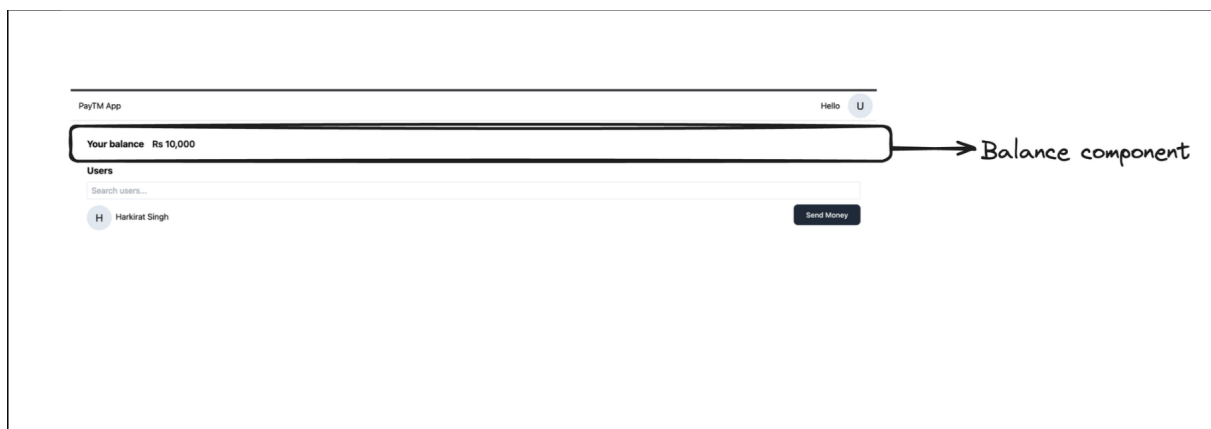 PayTM App
Hello U
Your balance Rs 10,000
Balance component
Users
Search users...
H Harkirat Singh
Send Money